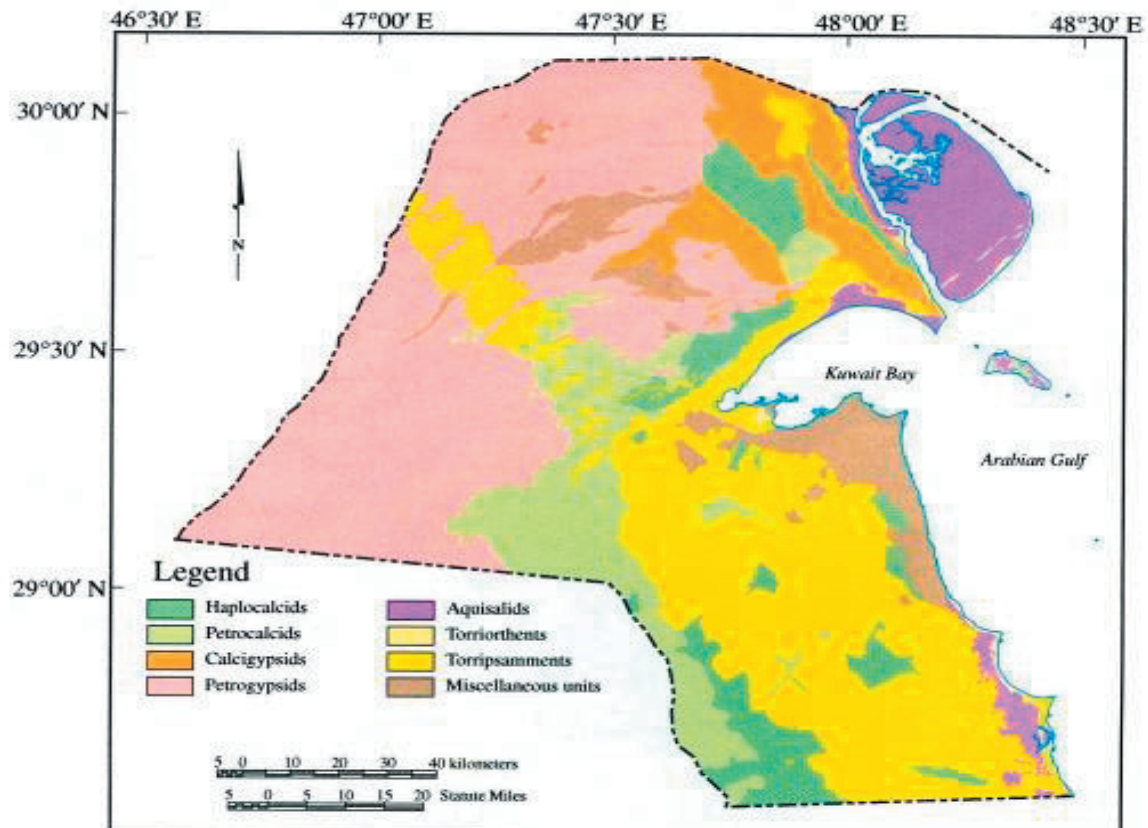 46°30′ E 47°00′ E 47°30′ E 48°00′ E 48°30′ E
30°00′ N
N
29°30′ N
Kuwait Bay
Arabian Gulf
29°00′ N
Legend
Haplocalcids
Petrocalcids
Calcigypsids
Petrogypsids
Aquisalids
Torriorthents
Torripsamments
Miscellaneous units
5 0 10 20 30 40 kilometers
5 0 5 10 15 20 Statute Miles